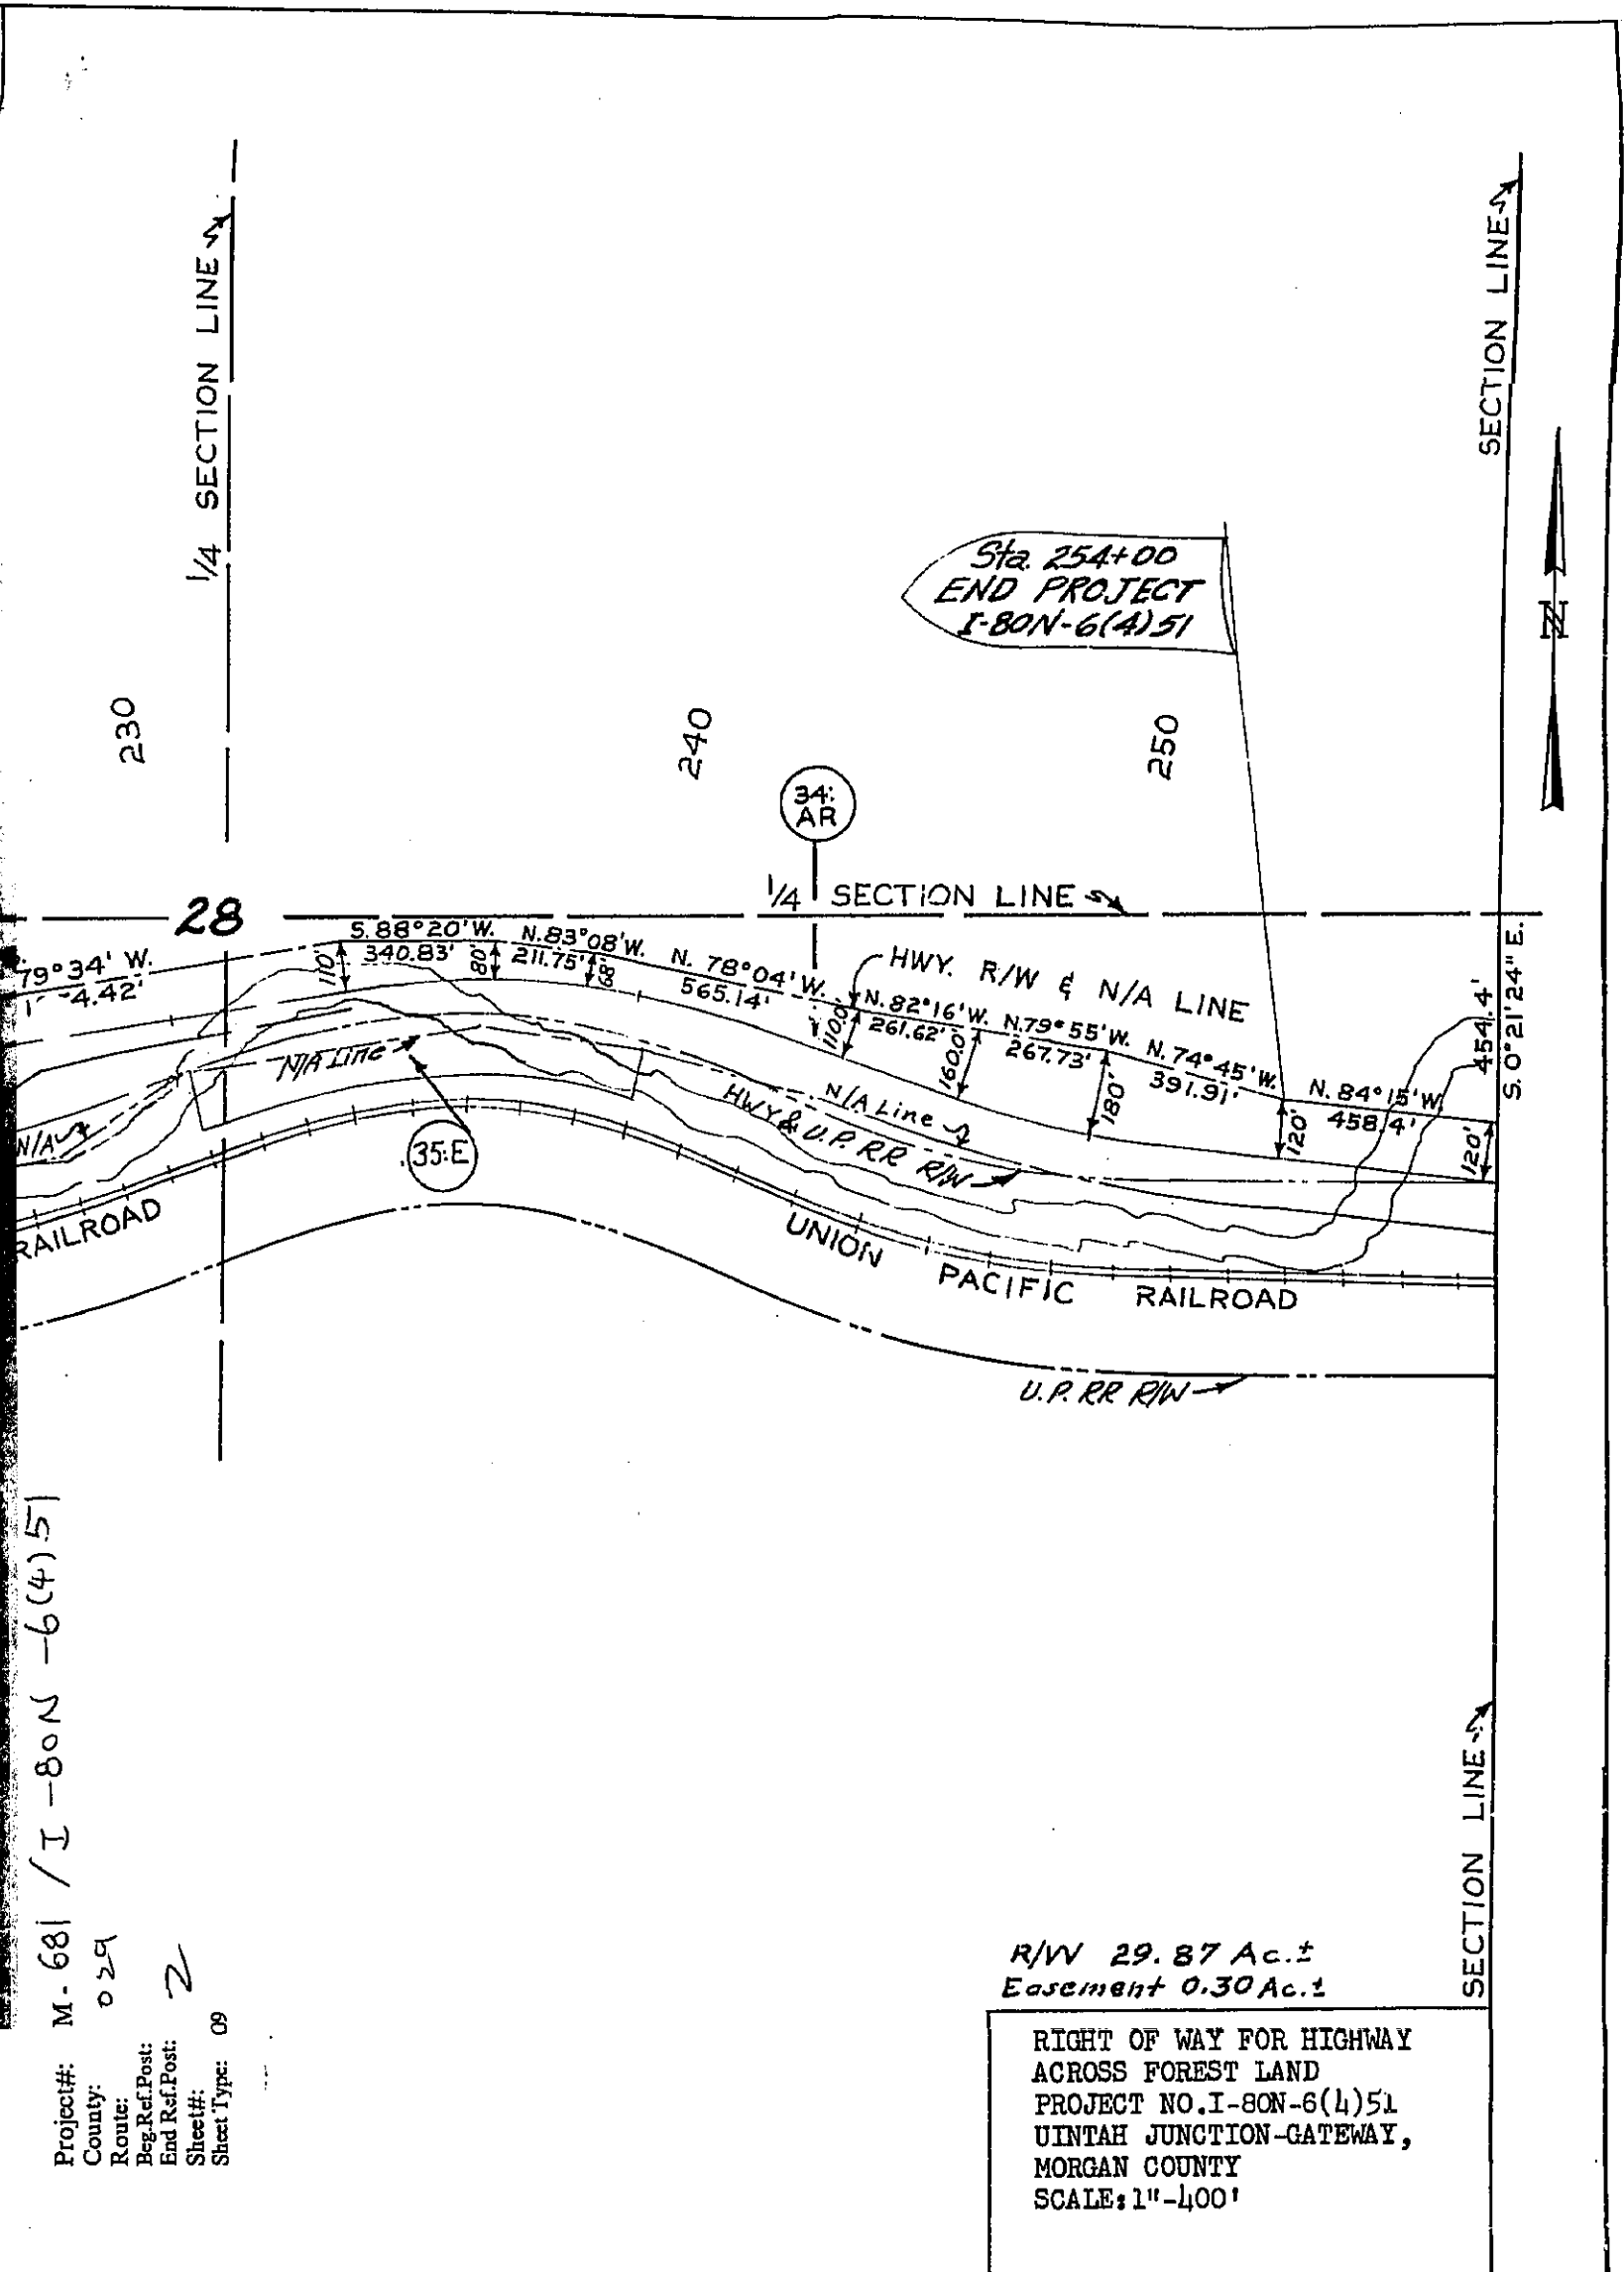 1/4 SECTION LINE
SECTION LINE
Sta. 254+00
END PROJECT
I-80N-6(4)51
N
230
240
250
34:
AR
1/4 SECTION LINE
28
79°34' W.
4.42'
110'
S. 88°20' W.
340.83'
80'
N. 83°08' W.
211.75'
68'
N. 78°04' W.
565.14'
HWY. R/W & N/A LINE
110.0'
N. 82°16' W.
261.62'
160.0'
N. 79°55' W.
267.73'
180'
N. 74°45' W.
391.91'
120'
N. 84°15' W.
458.4'
120'
454.4'
S. 0°21'24" E.
N/A Line
N/A Line
HWY & U.P. RR R/W
N/A
35:E
RAILROAD
UNION PACIFIC RAILROAD
U.P. RR R/W
SECTION LINE
R/W 29.87 Ac.±
Easement 0.30 Ac.±
RIGHT OF WAY FOR HIGHWAY
ACROSS FOREST LAND
PROJECT NO.I-80N-6(4)51
UINTAH JUNCTION-GATEWAY,
MORGAN COUNTY
SCALE:1"-400'
Project#: M-681 / I-80N-6(4)51
County: 029
Route:
Beg.Ref.Post:
End Ref.Post:
Sheet#: 2
Sheet Type: 09